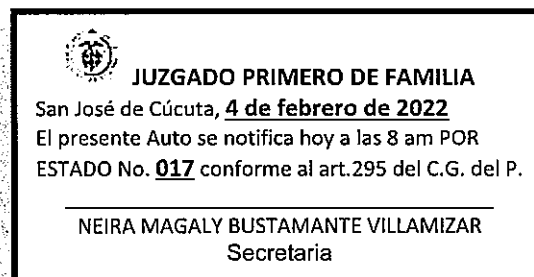 JUZGADO PRIMERO DE FAMILIA
San José de Cúcuta, 4 de febrero de 2022
El presente Auto se notifica hoy a las 8 am POR
ESTADO No. 017 conforme al art.295 del C.G. del P.
NEIRA MAGALY BUSTAMANTE VILLAMIZAR
Secretaria